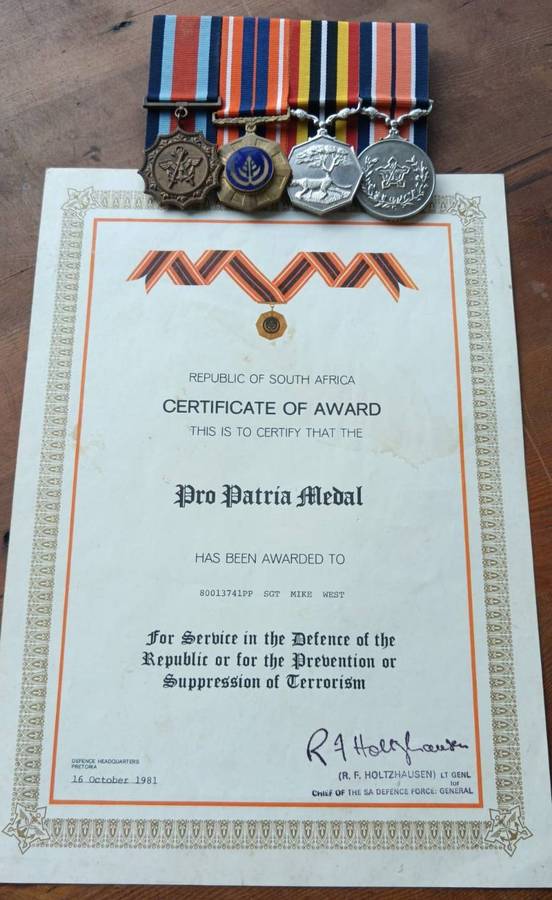 REPUBLIC OF SOUTH AFRICA
CERTIFICATE OF AWARD
THIS IS TO CERTIFY THAT THE
Pro Patria Medal
HAS BEEN AWARDED TO
80013741PP SGT MIKE WEST
For Service in the Defence of the
Republic or for the Prevention or
Suppression of Terrorism
R F Holtzhausen
DEFENCE HEADQUARTERS
PRETORIA
16 October 1981
(R. F. HOLTZHAUSEN) LT GENL
for
CHIEF OF THE SA DEFENCE FORCE: GENERAL